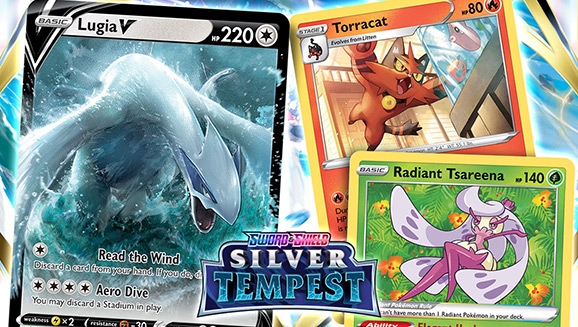 BASIC
Lugia V
HP 220
Read the Wind
Discard a card from your hand. If you do, d
Aero Dive
You may discard a Stadium in play.
weakness
×2
resistance
-30
STAGE 1
Torracat
HP 80
Evolves from Litten
BASIC
Radiant Tsareena
HP 140
Radiant Pokémon Rule
an't have more than 1 Radiant Pokémon in your deck.
Ability
SWORD & SHIELD
SILVER
TEMPEST